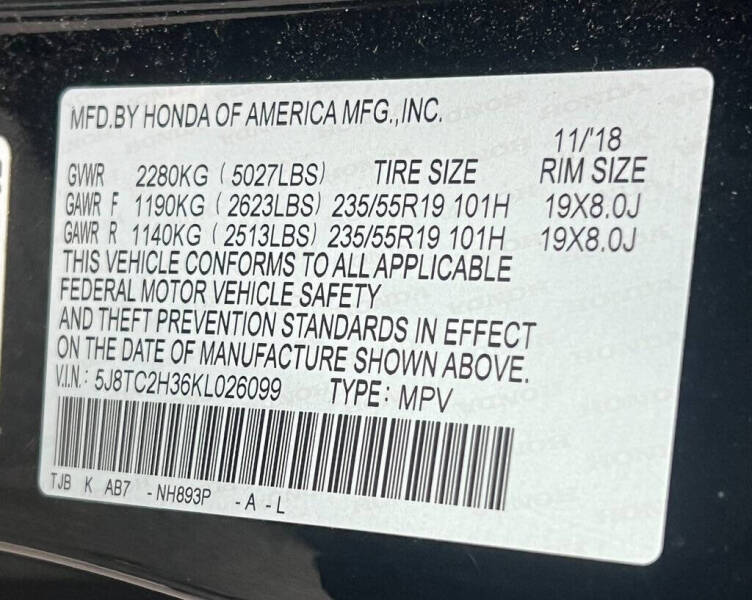 MFD.BY HONDA OF AMERICA MFG.,INC.
11/'18
GVWR 2280KG (5027LBS) TIRE SIZE RIM SIZE
GAWR F 1190KG (2623LBS) 235/55R19 101H 19X8.0J
GAWR R 1140KG (2513LBS) 235/55R19 101H 19X8.0J
THIS VEHICLE CONFORMS TO ALL APPLICABLE
FEDERAL MOTOR VEHICLE SAFETY
AND THEFT PREVENTION STANDARDS IN EFFECT
ON THE DATE OF MANUFACTURE SHOWN ABOVE.
V.I.N.: 5J8TC2H36KL026099 TYPE: MPV
TJB K AB7 -NH893P -A -L